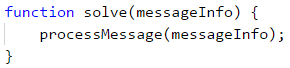 function solve(messageInfo) {
    processMessage(messageInfo);
}